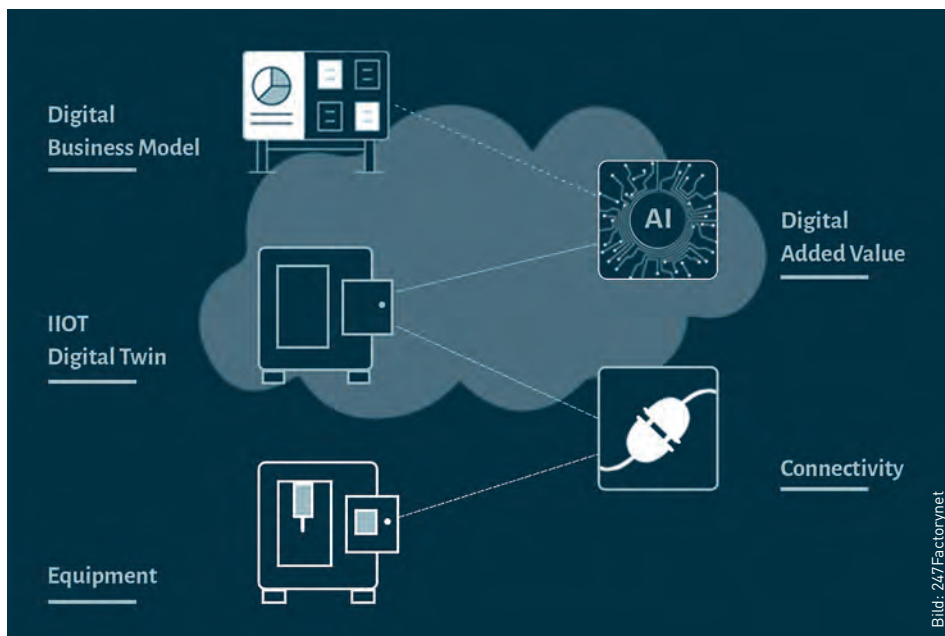 Digital
Business Model
AI
Digital
Added Value
IIOT
Digital Twin
Connectivity
Equipment
Bild: 247Factorynet